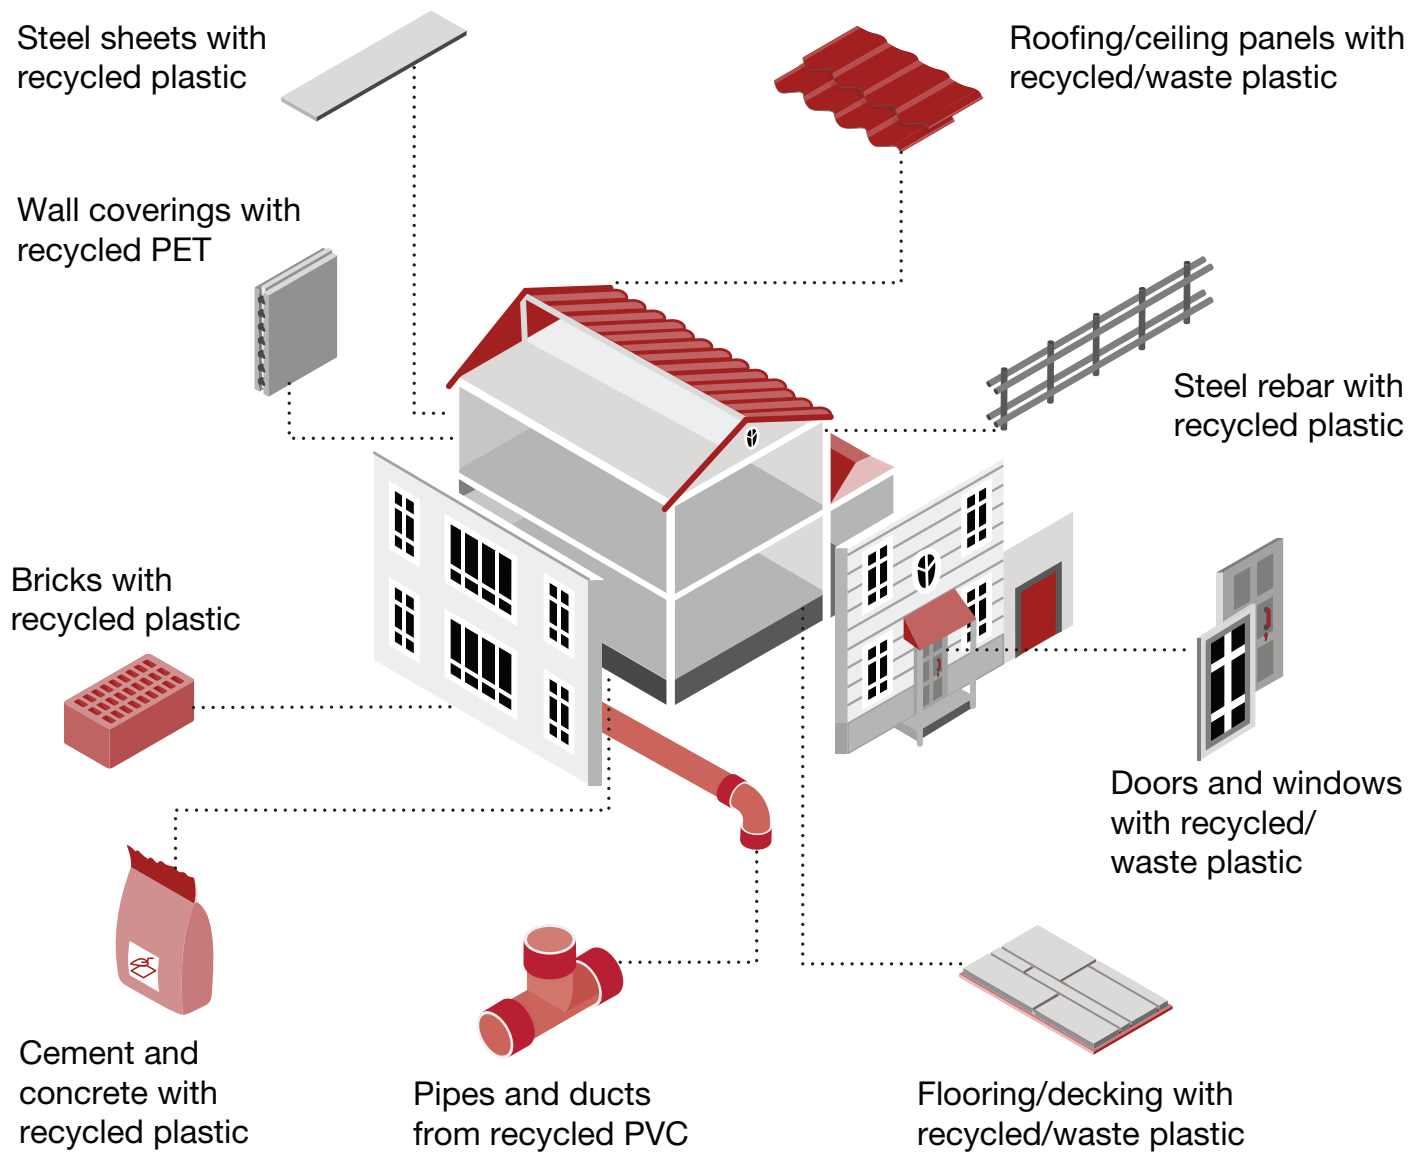 Steel sheets with
recycled plastic
Roofing/ceiling panels with
recycled/waste plastic
Wall coverings with
recycled PET
Steel rebar with
recycled plastic
Bricks with
recycled plastic
Doors and windows
with recycled/
waste plastic
Cement and
concrete with
recycled plastic
Pipes and ducts
from recycled PVC
Flooring/decking with
recycled/waste plastic